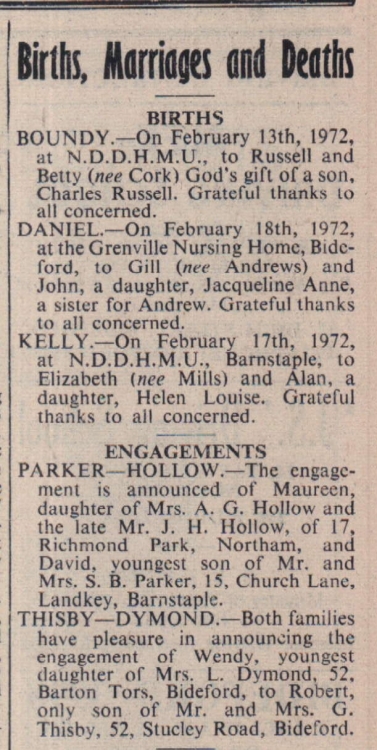 Births, Marriages and Deaths
BIRTHS
BOUNDY.—On February 13th, 1972,
at N.D.D.H.M.U., to Russell and
Betty (nee Cork) God's gift of a son,
Charles Russell. Grateful thanks to
all concerned.
DANIEL.—On February 18th, 1972,
at the Grenville Nursing Home, Bide-
ford, to Gill (nee Andrews) and
John, a daughter, Jacqueline Anne,
a sister for Andrew. Grateful thanks
to all concerned.
KELLY.—On February 17th, 1972,
at N.D.D.H.M.U., Barnstaple, to
Elizabeth (nee Mills) and Alan, a
daughter, Helen Louise. Grateful
thanks to all concerned.
ENGAGEMENTS
PARKER—HOLLOW.—The engage-
ment is announced of Maureen,
daughter of Mrs. A. G. Hollow and
the late Mr. J. H. Hollow, of 17,
Richmond Park, Northam, and
David, youngest son of Mr. and
Mrs. S. B. Parker, 15, Church Lane,
Landkey, Barnstaple.
THISBY—DYMOND.—Both families
have pleasure in announcing the
engagement of Wendy, youngest
daughter of Mrs. L. Dymond, 52,
Barton Tors, Bideford, to Robert,
only son of Mr. and Mrs. G.
Thisby, 52, Stucley Road, Bideford.